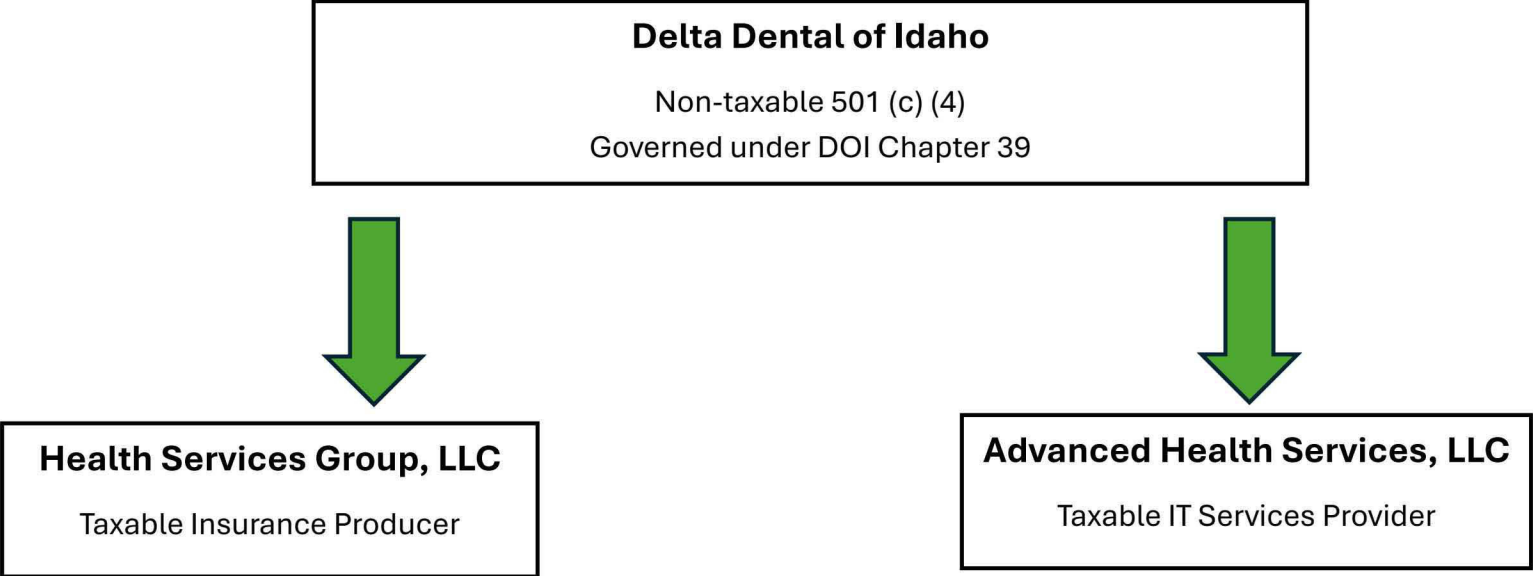 Delta Dental of Idaho
Non-taxable 501 (c) (4)
Governed under DOI Chapter 39
Health Services Group, LLC
Taxable Insurance Producer
Advanced Health Services, LLC
Taxable IT Services Provider